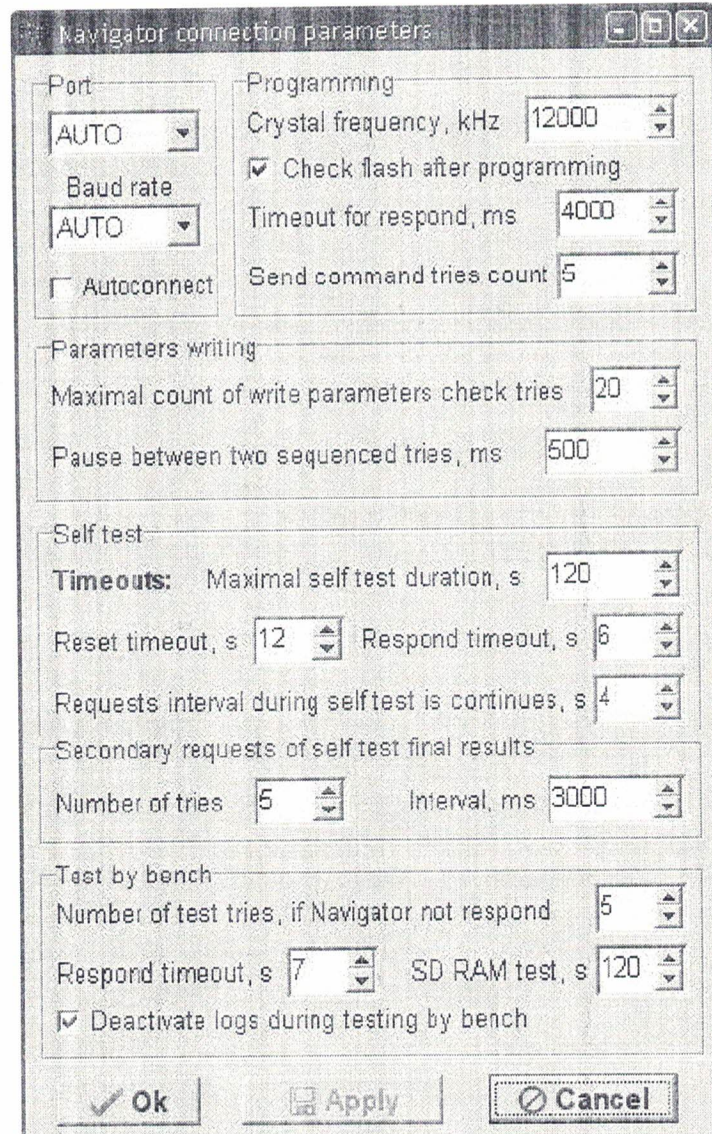 Navigator connection parameters
Port
AUTO
Baud rate
AUTO
Autoconnect
Programming
Crystal frequency, kHz 12000
Check flash after programming
Timeout for respond, ms 4000
Send command tries count 5
Parameters writing
Maximal count of write parameters check tries 20
Pause between two sequenced tries, ms 500
Self test
Timeouts: Maximal self test duration, s 120
Reset timeout, s 12 Respond timeout, s 6
Requests interval during self test is continues, s 4
Secondary requests of self test final results
Number of tries 5 Interval, ms 3000
Test by bench
Number of test tries, if Navigator not respond 5
Respond timeout, s 7 SD RAM test, s 120
Deactivate logs during testing by bench
Ok Apply Cancel